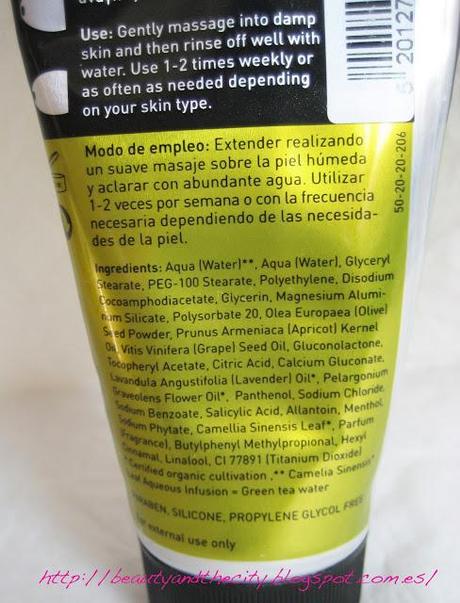 Use: Gently massage into damp
skin and then rinse off well with
water. Use 1-2 times weekly or
as often as needed depending
on your skin type.
5 20127
Modo de empleo: Extender realizando
un suave masaje sobre la piel húmeda
y aclarar con abundante agua. Utilizar
1-2 veces por semana o con la frecuencia
necesaria dependiendo de las necesida-
des de la piel.
50-20-20-206
Ingredients: Aqua (Water)**, Aqua (Water), Glyceryl
Stearate, PEG-100 Stearate, Polyethylene, Disodium
Cocoamphodiacetate, Glycerin, Magnesium Alumi-
num Silicate, Polysorbate 20, Olea Europaea (Olive)
Seed Powder, Prunus Armeniaca (Apricot) Kernel
Oil, Vitis Vinifera (Grape) Seed Oil, Gluconolactone,
Tocopheryl Acetate, Citric Acid, Calcium Gluconate,
Lavandula Angustifolia (Lavender) Oil*, Pelargonium
Graveolens Flower Oil*, Panthenol, Sodium Chloride,
Sodium Benzoate, Salicylic Acid, Allantoin, Menthol,
Sodium Phytate, Camellia Sinensis Leaf*, Parfum
(Fragrance), Butylphenyl Methylpropional, Hexyl
Cinnamal, Linalool, CI 77891 (Titanium Dioxide)
* Certified organic cultivation ,** Camelia Sinensis*
Leaf Aqueous Infusion = Green tea water
PARABEN, SILICONE, PROPYLENE GLYCOL FREE
For external use only
http://beautyandthecity.blogspot.com.es/